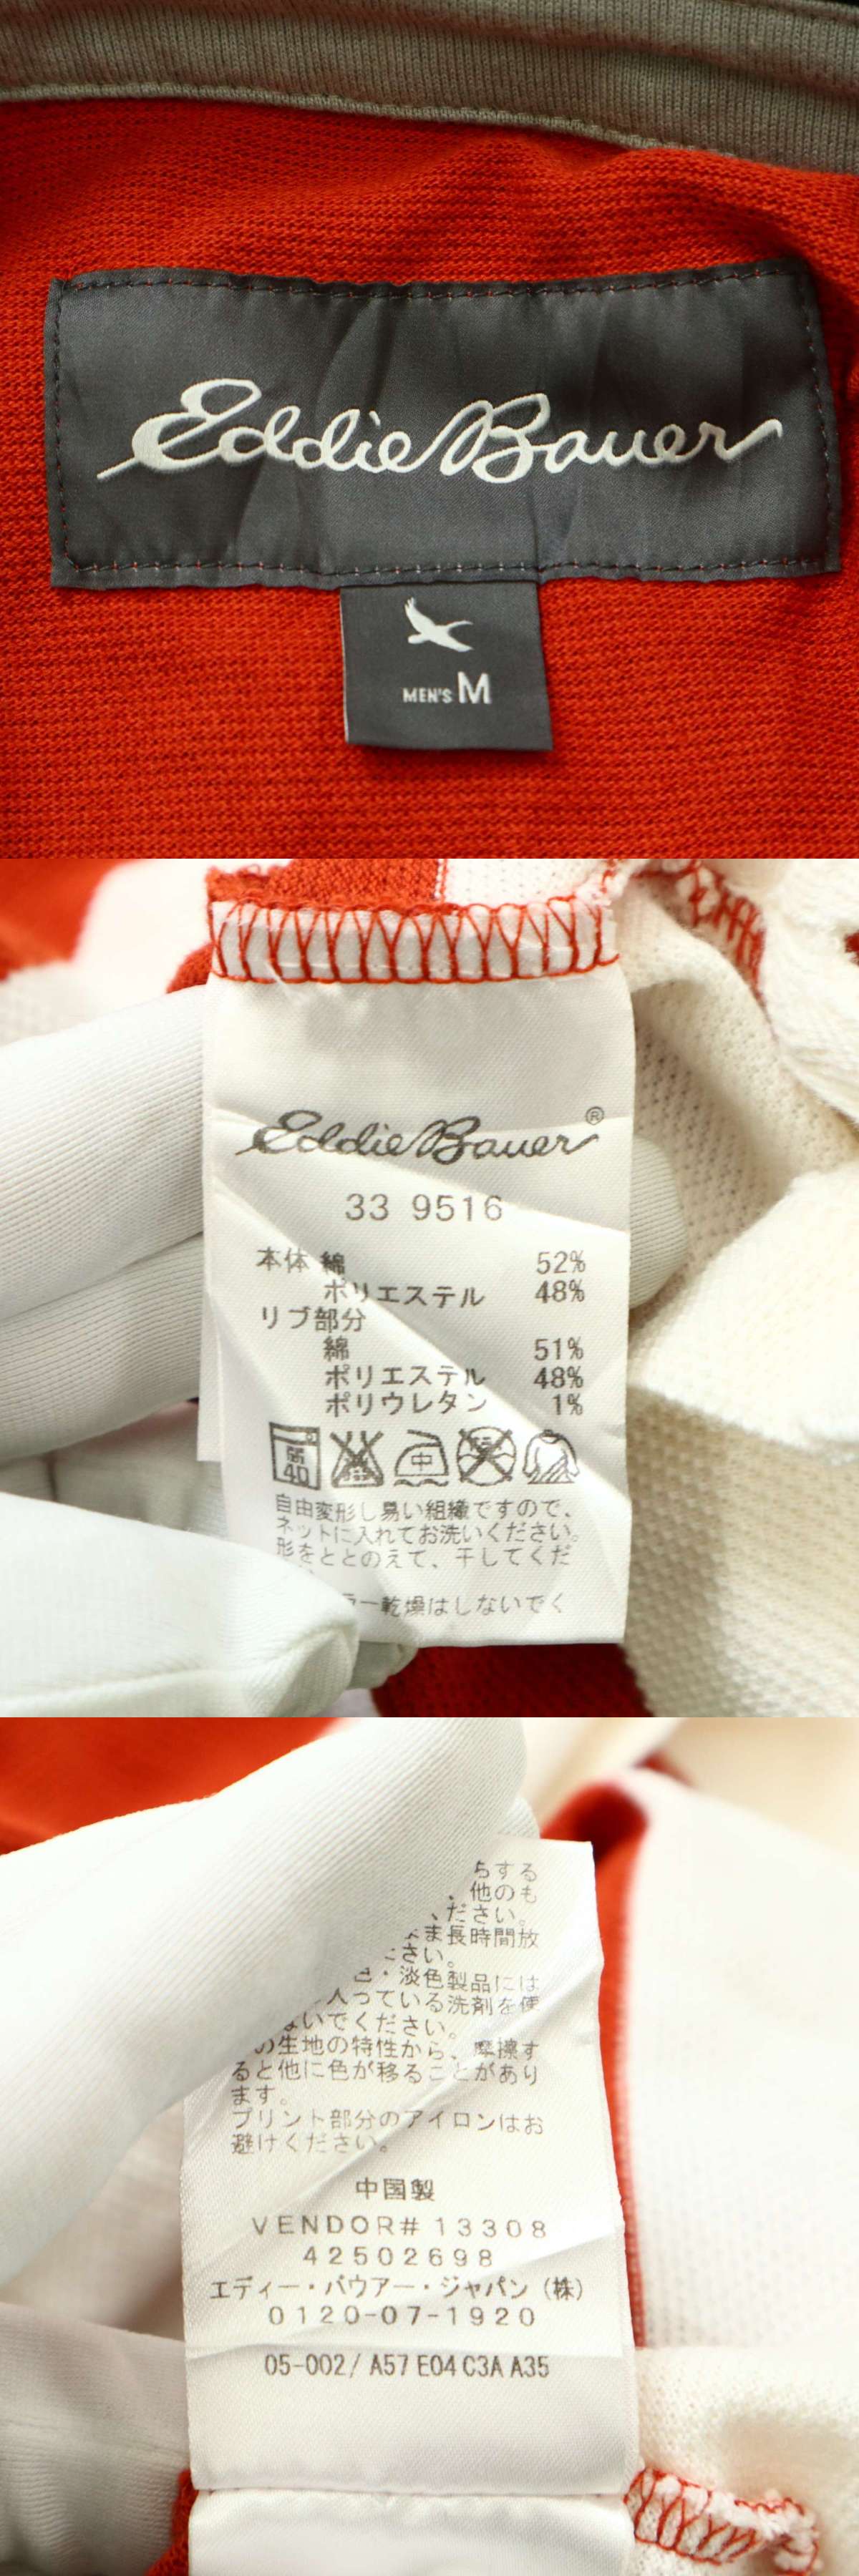 Eddie Bauer
MEN'S M
Eddie Bauer®
33 9516
本体 綿 52%
ポリエステル 48%
リブ部分
綿 51%
ポリエステル 48%
ポリウレタン 1%
40 中
自由変形し易い組織ですので、
ネットに入れてお洗いください。
形をととのえて、干してくだ
ー乾燥はしないでく
ちする
、他のも
、ださい。
ま長時間放
さい。
・淡色製品には
入っている洗剤を使
ないでください。
の生地の特性から、摩擦す
ると他に色が移ることがあり
ます。
プリント部分のアイロンはお
避けください。
中国製
VENDOR# 13308
42502698
エディー・バウアー・ジャパン（株）
0120-07-1920
05-002/ A57 E04 C3A A35